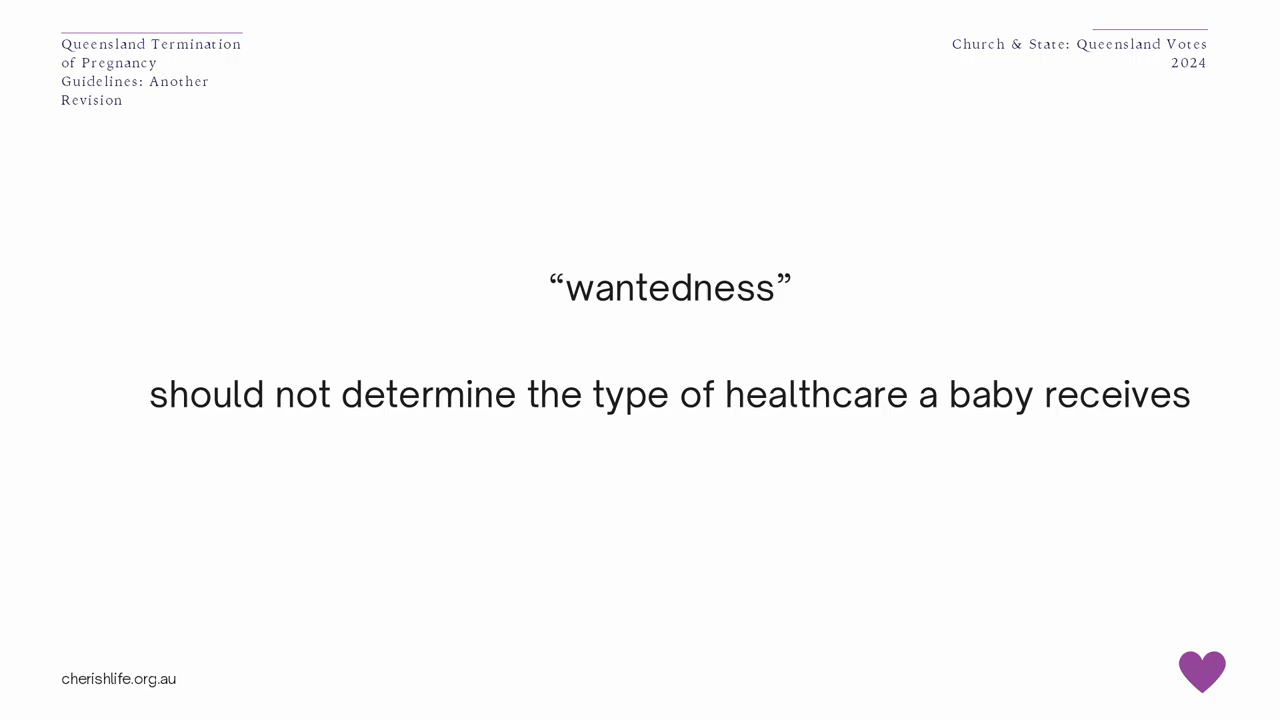 Queensland Termination
of Pregnancy
Guidelines: Another
Revision
Church & State: Queensland Votes
2024
“wantedness”
should not determine the type of healthcare a baby receives
cherishlife.org.au